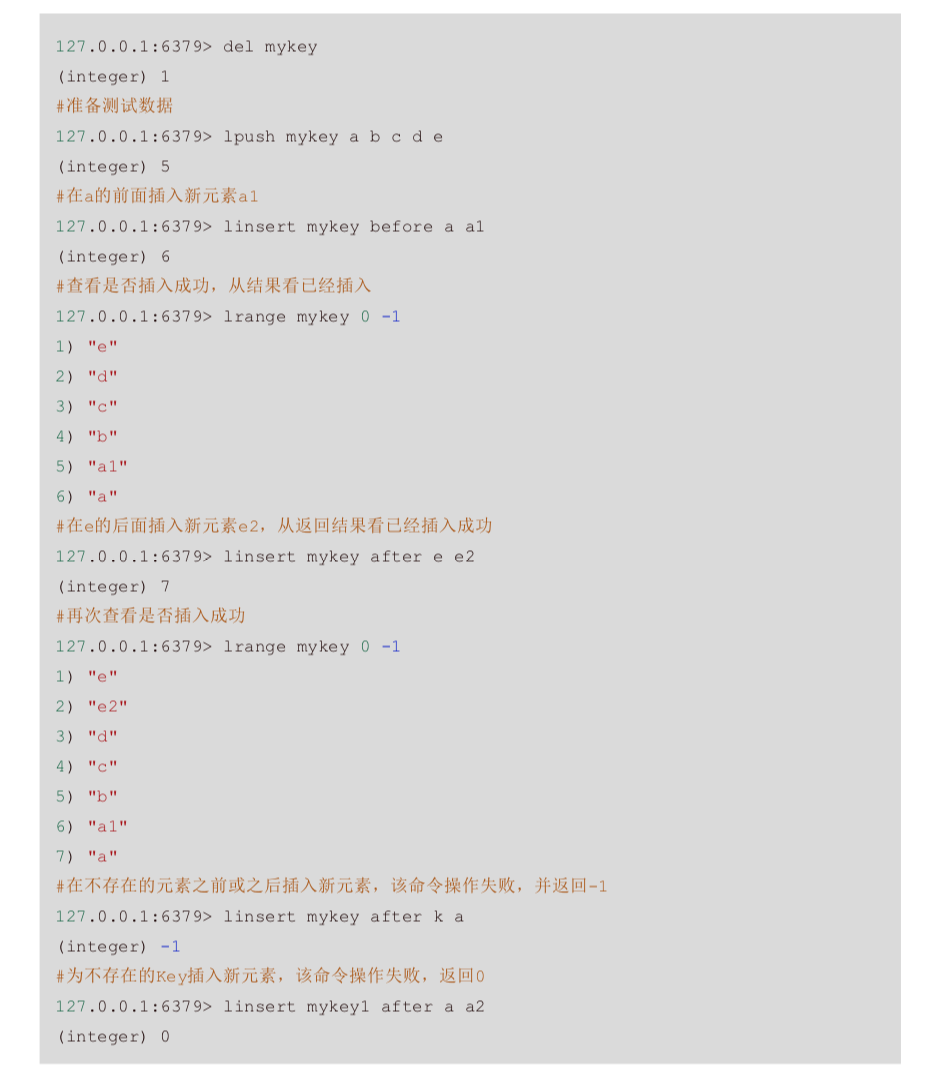 127.0.0.1:6379> del mykey
(integer) 1
#准备测试数据
127.0.0.1:6379> lpush mykey a b c d e
(integer) 5
#在a的前面插入新元素a1
127.0.0.1:6379> linsert mykey before a a1
(integer) 6
#查看是否插入成功，从结果看已经插入
127.0.0.1:6379> lrange mykey 0 -1
1) "e"
2) "d"
3) "c"
4) "b"
5) "a1"
6) "a"
#在e的后面插入新元素e2，从返回结果看已经插入成功
127.0.0.1:6379> linsert mykey after e e2
(integer) 7
#再次查看是否插入成功
127.0.0.1:6379> lrange mykey 0 -1
1) "e"
2) "e2"
3) "d"
4) "c"
5) "b"
6) "a1"
7) "a"
#在不存在的元素之前或之后插入新元素，该命令操作失败，并返回-1
127.0.0.1:6379> linsert mykey after k a
(integer) -1
#为不存在的Key插入新元素，该命令操作失败，返回0
127.0.0.1:6379> linsert mykey1 after a a2
(integer) 0